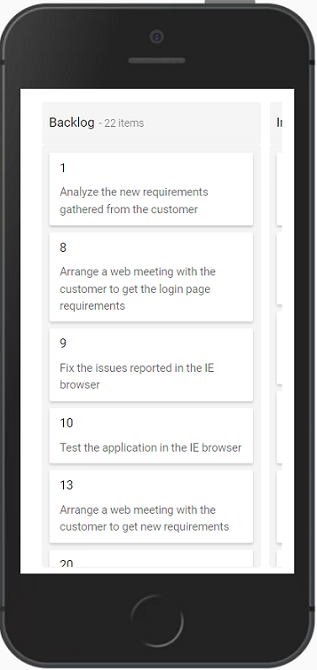 Backlog - 22 items
1
Analyze the new requirements
gathered from the customer
8
Arrange a web meeting with the
customer to get the login page
requirements
9
Fix the issues reported in the IE
browser
10
Test the application in the IE browser
13
Arrange a web meeting with the
customer to get new requirements
20